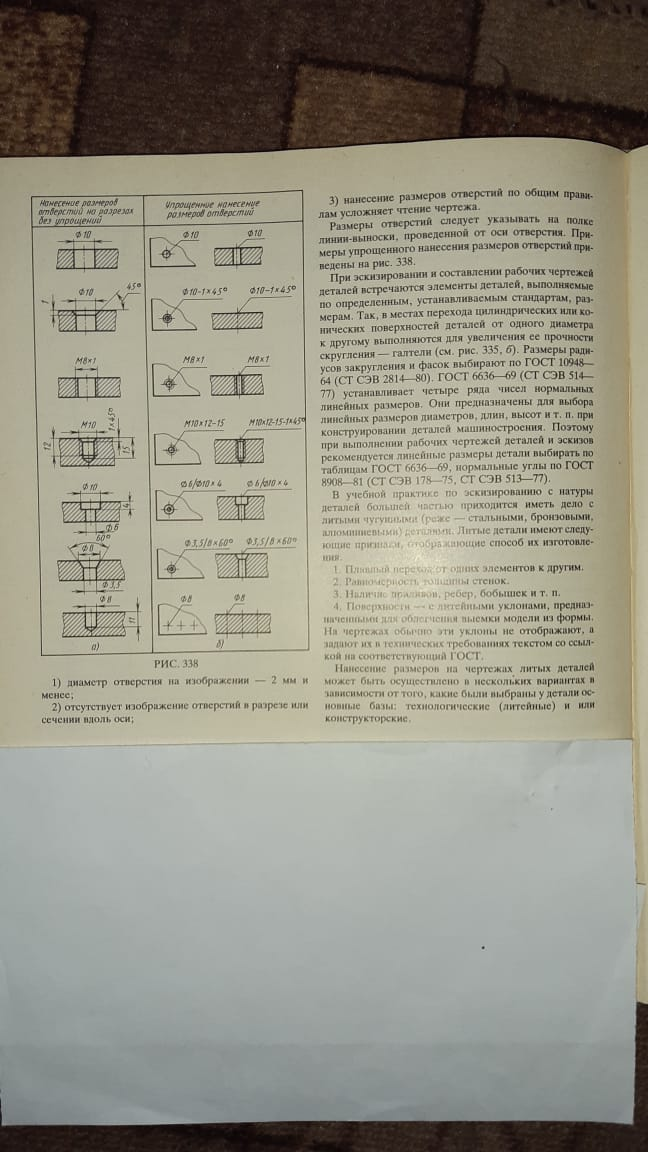 Нанесение размеров
отверстий на разрезах
без упрощений
Упрощенное нанесение
размеров отверстий
Ф10
Ф10
Ф10
1
Ф10
45°
Ф10-1×45°
Ф10-1×45°
М8×1
М8×1
М8×1
М10
1×45°
12
15
М10×12-15
М10×12-15-1×45°
Ф10
4
Ф6
Ф6/Ф10×4
Ф6/Ф10×4
60°
Ф8
Ф3,5
Ф3,5/8×60°
Ф3,5/8×60°
Ф8
11
Ф8
Ф8
а)
б)
РИС. 338
1) диаметр отверстия на изображении — 2 мм и
менее;
2) отсутствует изображение отверстий в разрезе или
сечении вдоль оси;
3) нанесение размеров отверстий по общим прави-
лам усложняет чтение чертежа.
Размеры отверстий следует указывать на полке
линии-выноски, проведенной от оси отверстия. При-
меры упрощенного нанесения размеров отверстий при-
ведены на рис. 338.
При эскизировании и составлении рабочих чертежей
деталей встречаются элементы деталей, выполняемые
по определенным, устанавливаемым стандартам, раз-
мерам. Так, в местах перехода цилиндрических или ко-
нических поверхностей деталей от одного диаметра
к другому выполняются для увеличения ее прочности
скругления — галтели (см. рис. 335, б). Размеры ради-
усов закругления и фасок выбирают по ГОСТ 10948—
64 (СТ СЭВ 2814—80). ГОСТ 6636—69 (СТ СЭВ 514—
77) устанавливает четыре ряда чисел нормальных
линейных размеров. Они предназначены для выбора
линейных размеров диаметров, длин, высот и т. п. при
конструировании деталей машиностроения. Поэтому
при выполнении рабочих чертежей деталей и эскизов
рекомендуется линейные размеры детали выбирать по
таблицам ГОСТ 6636—69, нормальные углы по ГОСТ
8908—81 (СТ СЭВ 178—75, СТ СЭВ 513—77).
В учебной практике по эскизированию с натуры
деталей большей частью приходится иметь дело с
литыми чугунными (реже — стальными, бронзовыми,
алюминиевыми) деталями. Литые детали имеют следу-
ющие признаки, отображающие способ их изготовле-
ния.
1. Плавный переход от одних элементов к другим.
2. Равномерность толщины стенок.
3. Наличие приливов, ребер, бобышек и т. п.
4. Поверхности — с литейными уклонами, предназ-
наченными для облегчения выемки модели из формы.
На чертежах обычно эти уклоны не отображают, а
задают их в технических требованиях текстом со ссыл-
кой на соответствующий ГОСТ.
Нанесение размеров на чертежах литых деталей
может быть осуществлено в нескольких вариантах в
зависимости от того, какие были выбраны у детали ос-
новные базы: технологические (литейные) и или
конструкторские.